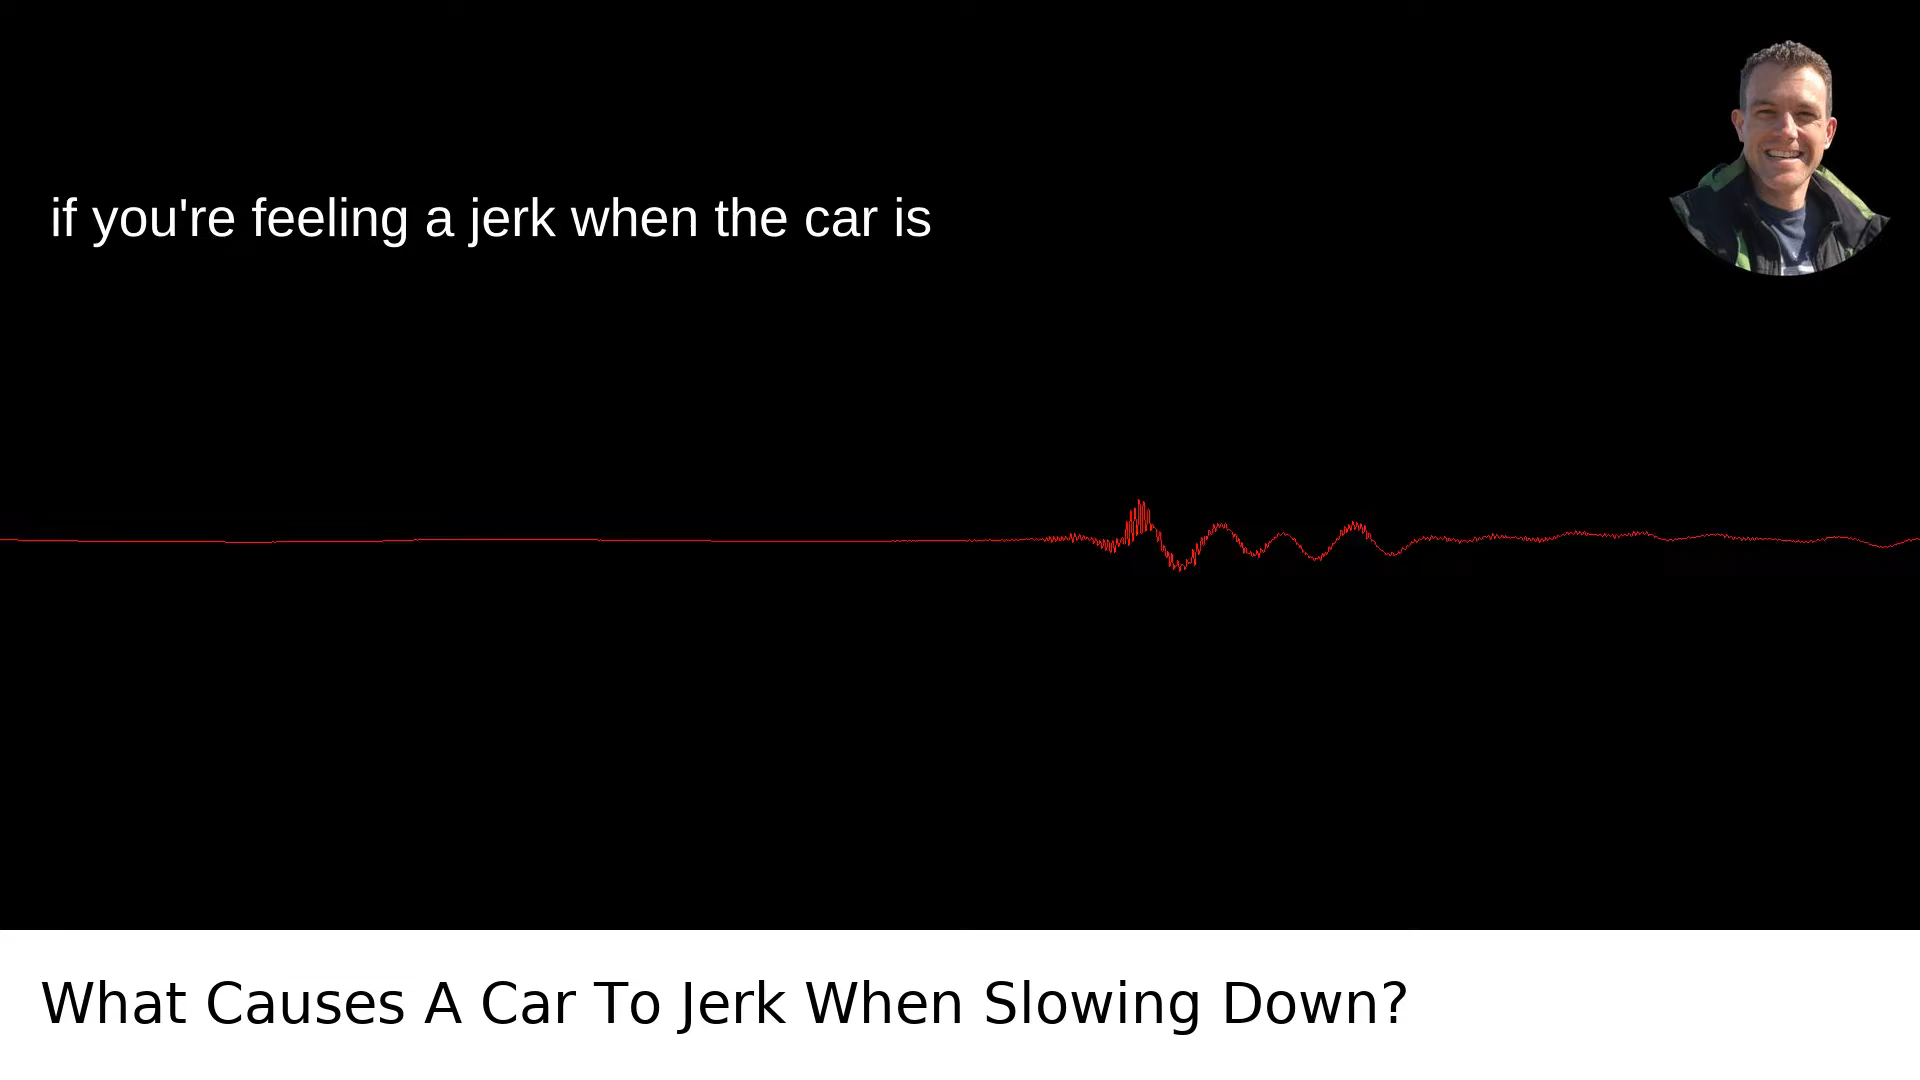 if you're feeling a jerk when the car is
What Causes A Car To Jerk When Slowing Down?